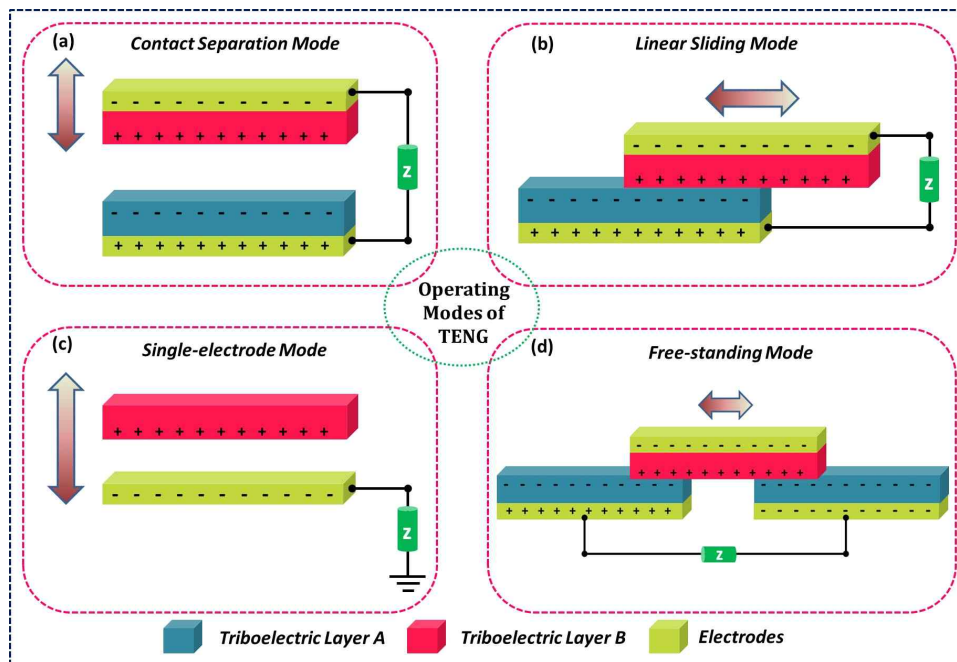 (a)
Contact Separation Mode
- - - - - - - - - -
+ + + + + + + + + +
Z
- - - - - - - - - -
+ + + + + + + + + +
(b)
Linear Sliding Mode
- - - - - - - - - -
+ + + + + + + + + +
Z
- - - - - - - - - -
+ + + + + + + + + +
Operating
Modes of
TENG
(c)
Single-electrode Mode
+ + + + + + + + + +
- - - - - - - - - -
Z
(d)
Free-standing Mode
- - - - - - - - - -
+ + + + + + + + + +
- - - - - - - - - -
+ + + + + + + + + +
- - - - - - - - - -
- - - - - - - - - -
Z
Triboelectric Layer A
Triboelectric Layer B
Electrodes